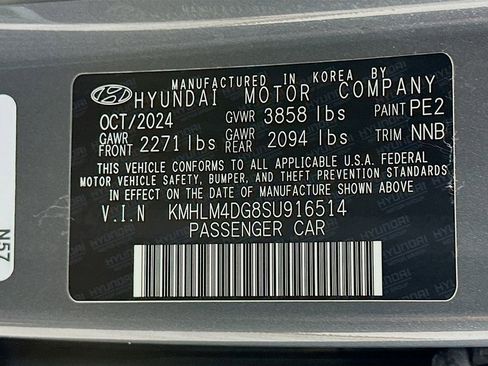 MANUFACTURED IN KOREA BY
HYUNDAI MOTOR COMPANY
OCT/2024 GVWR 3858 lbs PAINT PE2
GAWR FRONT 2271 lbs GAWR REAR 2094 lbs TRIM NNB
THIS VEHICLE CONFORMS TO ALL APPLICABLE U.S.A. FEDERAL
MOTOR VEHICLE SAFETY, BUMPER, AND THEFT PREVENTION
STANDARDS IN EFFECT ON THE DATE OF MANUFACTURE SHOWN ABOVE.
V.I.N KMHLM4DG8SU916514
PASSENGER CAR
N57